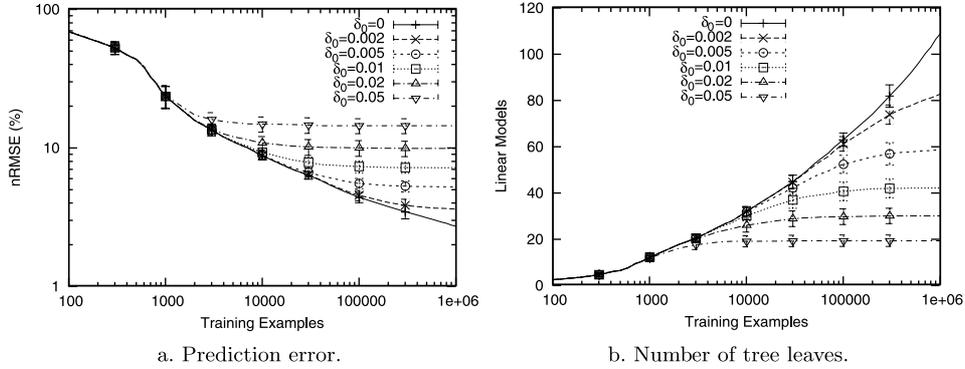 100
10
1
nRMSE (%)
δ₀=0
δ₀=0.002
δ₀=0.005
δ₀=0.01
δ₀=0.02
δ₀=0.05
100 1000 10000 100000 1e+06
Training Examples
a. Prediction error.
120
100
80
60
40
20
0
Linear Models
δ₀=0
δ₀=0.002
δ₀=0.005
δ₀=0.01
δ₀=0.02
δ₀=0.05
100 1000 10000 100000 1e+06
Training Examples
b. Number of tree leaves.